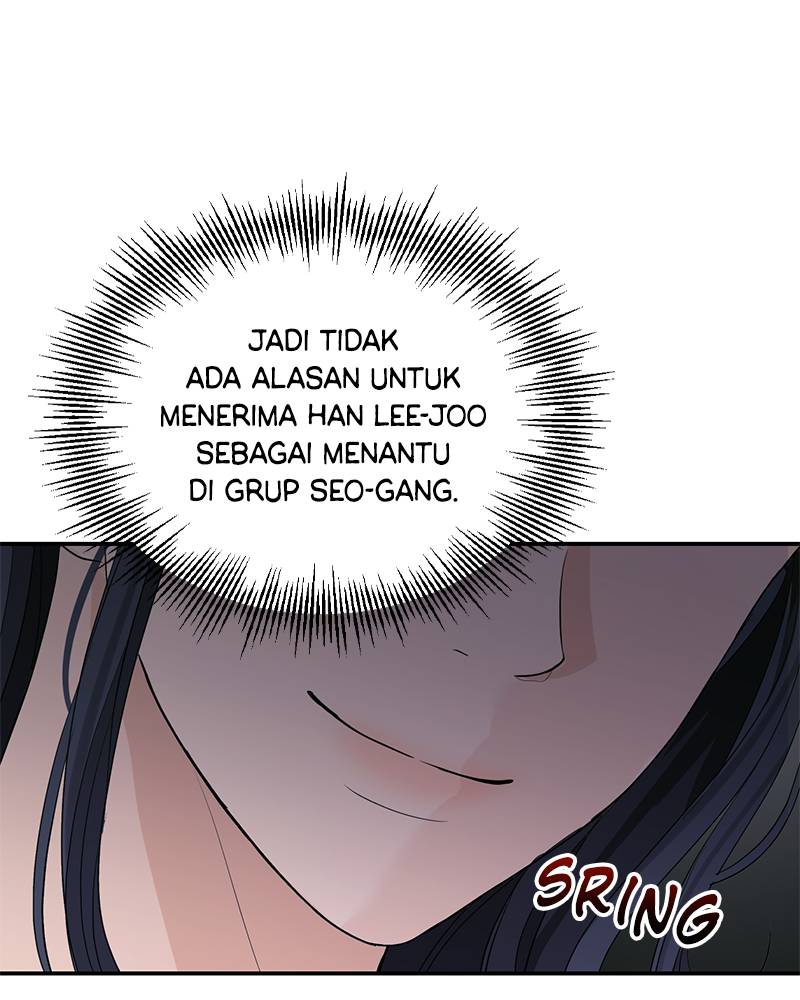 JADI TIDAK
ADA ALASAN UNTUK
MENERIMA HAN LEE-JOO
SEBAGAI MENANTU
DI GRUP SEO-GANG.
SRING